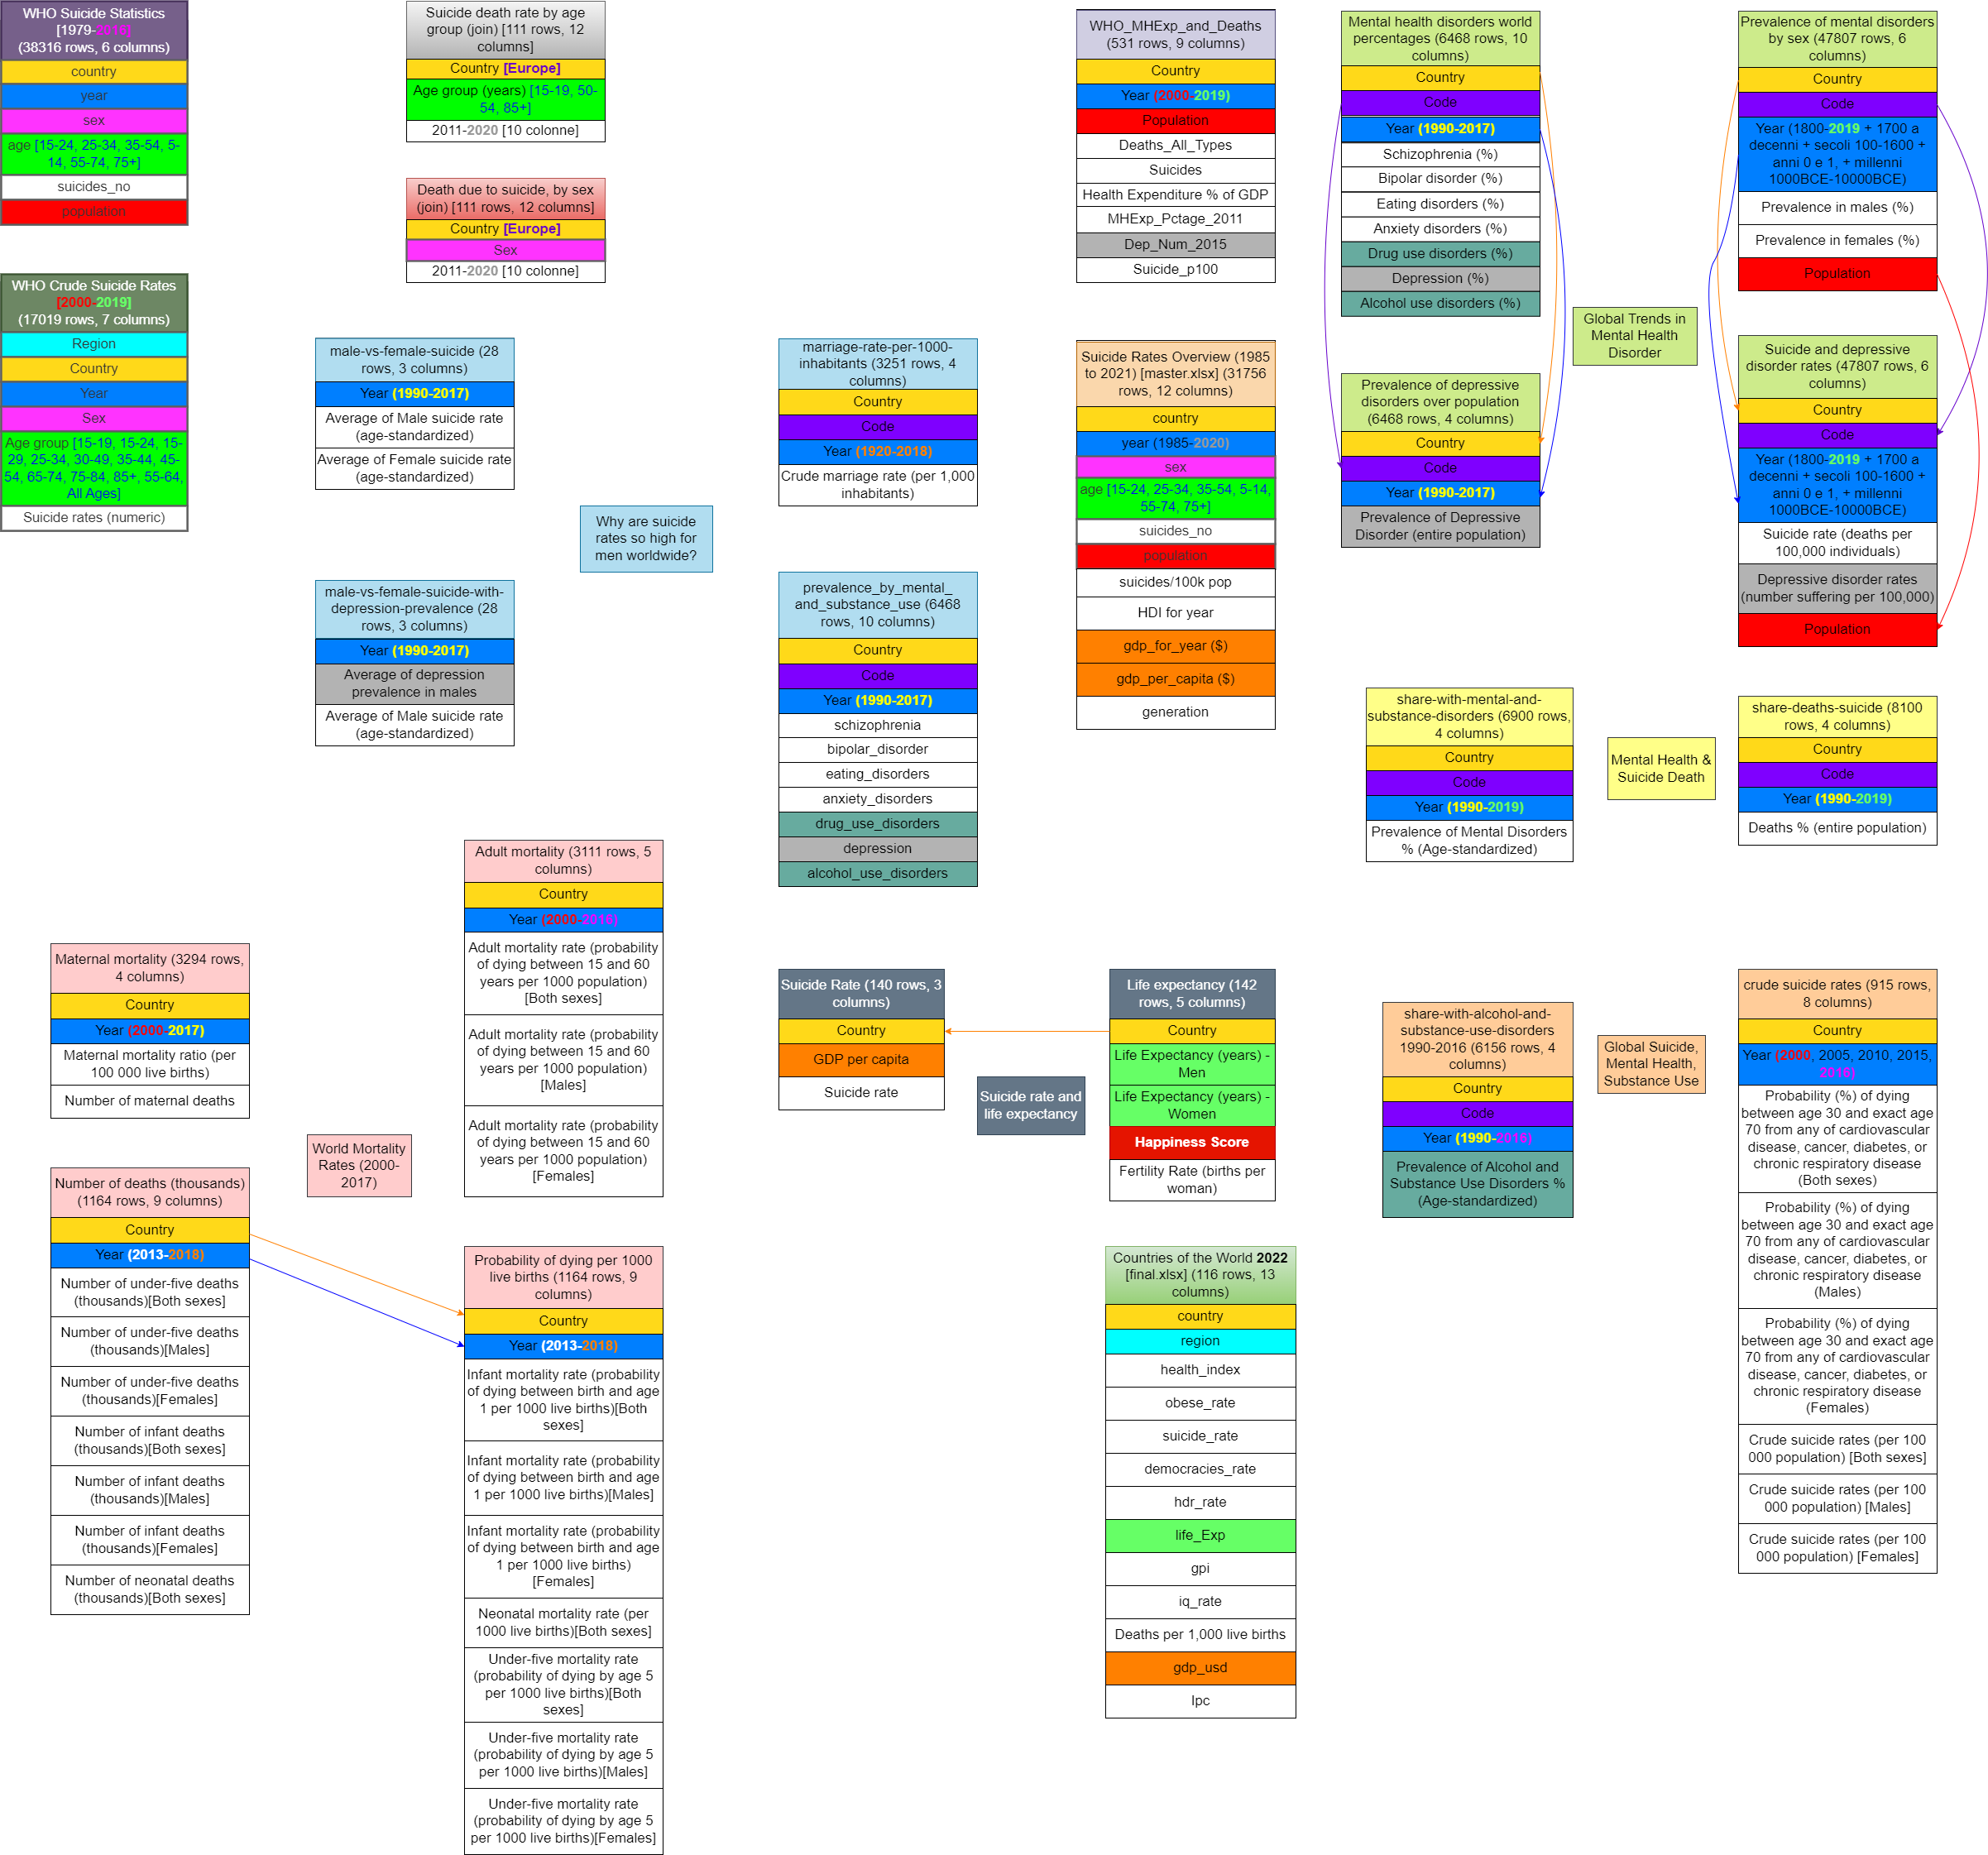 WHO Suicide Statistics
[1979-2016]
(38316 rows, 6 columns)
country
year
sex
age [15-24, 25-34, 35-54, 5-
14, 55-74, 75+]
suicides_no
population
WHO Crude Suicide Rates
[2000-2019]
(17019 rows, 7 columns)
Region
Country
Year
Sex
Age group [15-19, 15-24, 15-
29, 25-34, 30-49, 35-44, 45-
54, 65-74, 75-84, 85+, 55-64,
All Ages]
Suicide rates (numeric)
Suicide death rate by age
group (join) [111 rows, 12
columns]
Country [Europe]
Age group (years) [15-19, 50-
54, 85+]
2011-2020 [10 colonne]
Death due to suicide, by sex
(join) [111 rows, 12 columns]
Country [Europe]
Sex
2011-2020 [10 colonne]
male-vs-female-suicide (28
rows, 3 columns)
Year (1990-2017)
Average of Male suicide rate
(age-standardized)
Average of Female suicide rate
(age-standardized)
male-vs-female-suicide-with-
depression-prevalence (28
rows, 3 columns)
Year (1990-2017)
Average of depression
prevalence in males
Average of Male suicide rate
(age-standardized)
Why are suicide
rates so high for
men worldwide?
marriage-rate-per-1000-
inhabitants (3251 rows, 4
columns)
Country
Code
Year (1920-2018)
Crude marriage rate (per 1,000
inhabitants)
prevalence_by_mental_
and_substance_use (6468
rows, 10 columns)
Country
Code
Year (1990-2017)
schizophrenia
bipolar_disorder
eating_disorders
anxiety_disorders
drug_use_disorders
depression
alcohol_use_disorders
WHO_MHExp_and_Deaths
(531 rows, 9 columns)
Country
Year (2000-2019)
Population
Deaths_All_Types
Suicides
Health Expenditure % of GDP
MHExp_Pctage_2011
Dep_Num_2015
Suicide_p100
Suicide Rates Overview (1985
to 2021) [master.xlsx] (31756
rows, 12 columns)
country
year (1985-2020)
sex
age [15-24, 25-34, 35-54, 5-14,
55-74, 75+]
suicides_no
population
suicides/100k pop
HDI for year
gdp_for_year ($)
gdp_per_capita ($)
generation
Mental health disorders world
percentages (6468 rows, 10
columns)
Country
Code
Year (1990-2017)
Schizophrenia (%)
Bipolar disorder (%)
Eating disorders (%)
Anxiety disorders (%)
Drug use disorders (%)
Depression (%)
Alcohol use disorders (%)
Prevalence of depressive
disorders over population
(6468 rows, 4 columns)
Country
Code
Year (1990-2017)
Prevalence of Depressive
Disorder (entire population)
Global Trends in
Mental Health
Disorder
Prevalence of mental disorders
by sex (47807 rows, 6
columns)
Country
Code
Year (1800-2019 + 1700 a
decenni + secoli 100-1600 +
anni 0 e 1, + millenni
1000BCE-10000BCE)
Prevalence in males (%)
Prevalence in females (%)
Population
Suicide and depressive
disorder rates (47807 rows, 6
columns)
Country
Code
Year (1800-2019 + 1700 a
decenni + secoli 100-1600 +
anni 0 e 1, + millenni
1000BCE-10000BCE)
Suicide rate (deaths per
100,000 individuals)
Depressive disorder rates
(number suffering per 100,000)
Population
share-with-mental-and-
substance-disorders (6900 rows,
4 columns)
Country
Code
Year (1990-2019)
Prevalence of Mental Disorders
% (Age-standardized)
Mental Health &
Suicide Death
share-deaths-suicide (8100
rows, 4 columns)
Country
Code
Year (1990-2019)
Deaths % (entire population)
Maternal mortality (3294 rows,
4 columns)
Country
Year (2000-2017)
Maternal mortality ratio (per
100 000 live births)
Number of maternal deaths
Number of deaths (thousands)
(1164 rows, 9 columns)
Country
Year (2013-2018)
Number of under-five deaths
(thousands)[Both sexes]
Number of under-five deaths
(thousands)[Males]
Number of under-five deaths
(thousands)[Females]
Number of infant deaths
(thousands)[Both sexes]
Number of infant deaths
(thousands)[Males]
Number of infant deaths
(thousands)[Females]
Number of neonatal deaths
(thousands)[Both sexes]
World Mortality
Rates (2000-
2017)
Adult mortality (3111 rows, 5
columns)
Country
Year (2000-2016)
Adult mortality rate (probability
of dying between 15 and 60
years per 1000 population)
[Both sexes]
Adult mortality rate (probability
of dying between 15 and 60
years per 1000 population)
[Males]
Adult mortality rate (probability
of dying between 15 and 60
years per 1000 population)
[Females]
Probability of dying per 1000
live births (1164 rows, 9
columns)
Country
Year (2013-2018)
Infant mortality rate (probability
of dying between birth and age
1 per 1000 live births)[Both
sexes]
Infant mortality rate (probability
of dying between birth and age
1 per 1000 live births)[Males]
Infant mortality rate (probability
of dying between birth and age
1 per 1000 live births)
[Females]
Neonatal mortality rate (per
1000 live births)[Both sexes]
Under-five mortality rate
(probability of dying by age 5
per 1000 live births)[Both
sexes]
Under-five mortality rate
(probability of dying by age 5
per 1000 live births)[Males]
Under-five mortality rate
(probability of dying by age 5
per 1000 live births)[Females]
Suicide Rate (140 rows, 3
columns)
Country
GDP per capita
Suicide rate
Suicide rate and
life expectancy
Life expectancy (142
rows, 5 columns)
Country
Life Expectancy (years) -
Men
Life Expectancy (years) -
Women
Happiness Score
Fertility Rate (births per
woman)
Countries of the World 2022
[final.xlsx] (116 rows, 13
columns)
country
region
health_index
obese_rate
suicide_rate
democracies_rate
hdr_rate
life_Exp
gpi
iq_rate
Deaths per 1,000 live births
gdp_usd
lpc
share-with-alcohol-and-
substance-use-disorders
1990-2016 (6156 rows, 4
columns)
Country
Code
Year (1990-2016)
Prevalence of Alcohol and
Substance Use Disorders %
(Age-standardized)
Global Suicide,
Mental Health,
Substance Use
crude suicide rates (915 rows,
8 columns)
Country
Year (2000, 2005, 2010, 2015,
2016)
Probability (%) of dying
between age 30 and exact age
70 from any of cardiovascular
disease, cancer, diabetes, or
chronic respiratory disease
(Both sexes)
Probability (%) of dying
between age 30 and exact age
70 from any of cardiovascular
disease, cancer, diabetes, or
chronic respiratory disease
(Males)
Probability (%) of dying
between age 30 and exact age
70 from any of cardiovascular
disease, cancer, diabetes, or
chronic respiratory disease
(Females)
Crude suicide rates (per 100
000 population) [Both sexes]
Crude suicide rates (per 100
000 population) [Males]
Crude suicide rates (per 100
000 population) [Females]